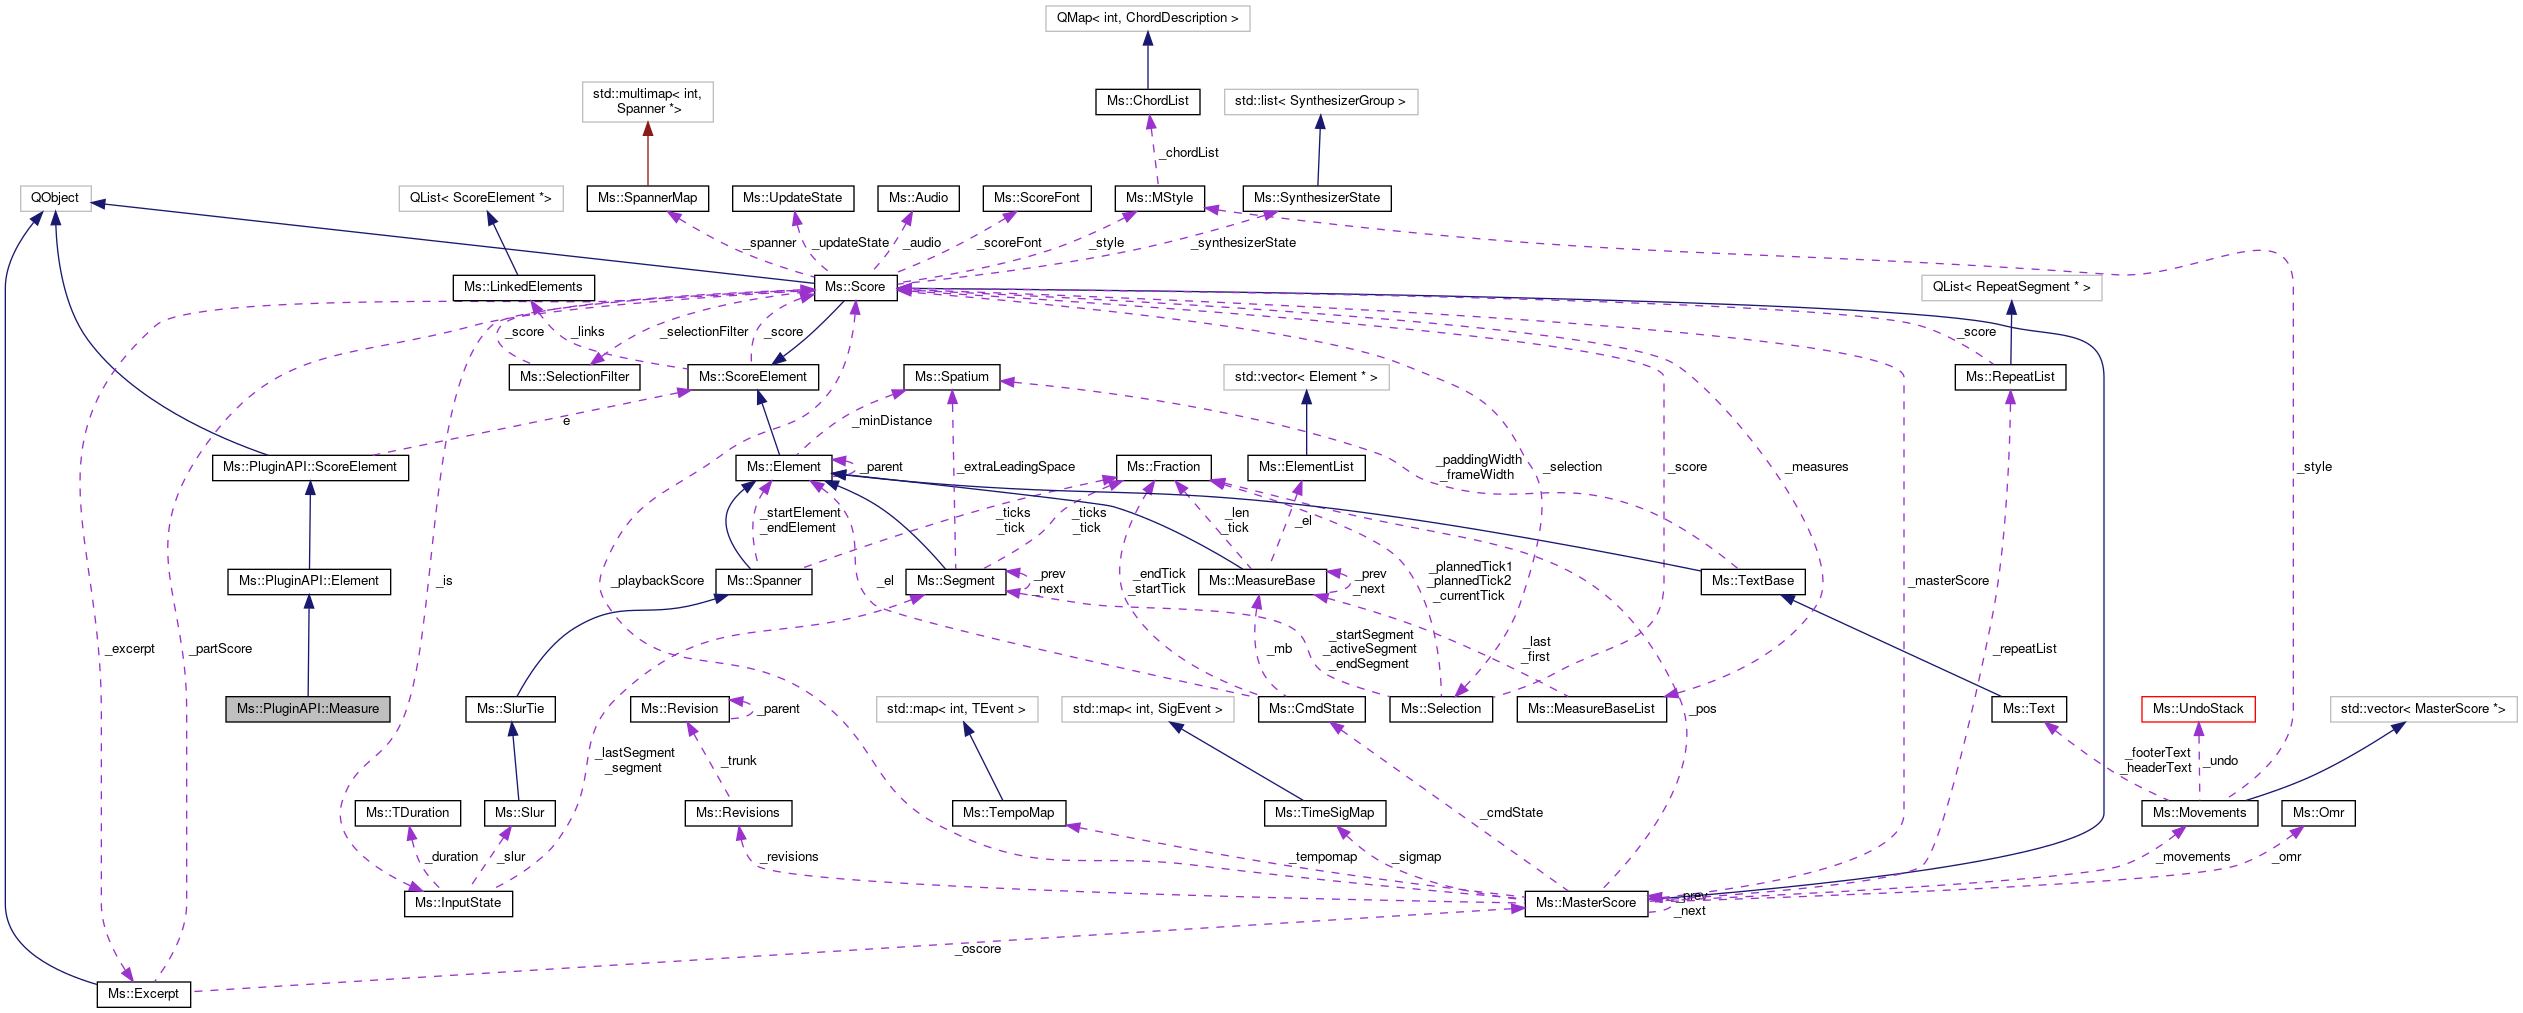 QMap< int, ChordDescription >
std::multimap< int,
Spanner *>
Ms::ChordList
std::list< SynthesizerGroup >
_chordList
QObject
QList< ScoreElement *>
Ms::SpannerMap
Ms::UpdateState
Ms::Audio
Ms::ScoreFont
Ms::MStyle
Ms::SynthesizerState
_spanner
_updateState
_audio
_scoreFont
_style
_synthesizerState
Ms::LinkedElements
Ms::Score
QList< RepeatSegment * >
_score
_links
_selectionFilter
_score
_score
Ms::SelectionFilter
Ms::ScoreElement
Ms::Spatium
std::vector< Element * >
Ms::RepeatList
e
_minDistance
Ms::PluginAPI::ScoreElement
Ms::Element
_parent
_extraLeadingSpace
Ms::Fraction
Ms::ElementList
_paddingWidth
_frameWidth
_selection
_score
_measures
_style
_startElement
_endElement
_ticks
_tick
_ticks
_tick
_len
_tick
_el
Ms::PluginAPI::Element
_is
_playbackScore
Ms::Spanner
_el
Ms::Segment
_prev
_next
_endTick
_startTick
Ms::MeasureBase
_prev
_next
_plannedTick1
_plannedTick2
_currentTick
Ms::TextBase
_masterScore
_excerpt
_partScore
_mb
_startSegment
_activeSegment
_endSegment
_last
_first
_repeatList
Ms::PluginAPI::Measure
Ms::SlurTie
Ms::Revision
_parent
std::map< int, TEvent >
std::map< int, SigEvent >
Ms::CmdState
Ms::Selection
Ms::MeasureBaseList
_pos
Ms::Text
Ms::UndoStack
std::vector< MasterScore *>
_lastSegment
_segment
_trunk
_footerText
_headerText
_undo
Ms::TDuration
Ms::Slur
Ms::Revisions
Ms::TempoMap
Ms::TimeSigMap
_cmdState
Ms::Movements
Ms::Omr
_duration
_slur
_revisions
_tempomap
_sigmap
_movements
_omr
Ms::InputState
Ms::MasterScore
_prev
_next
_oscore
Ms::Excerpt